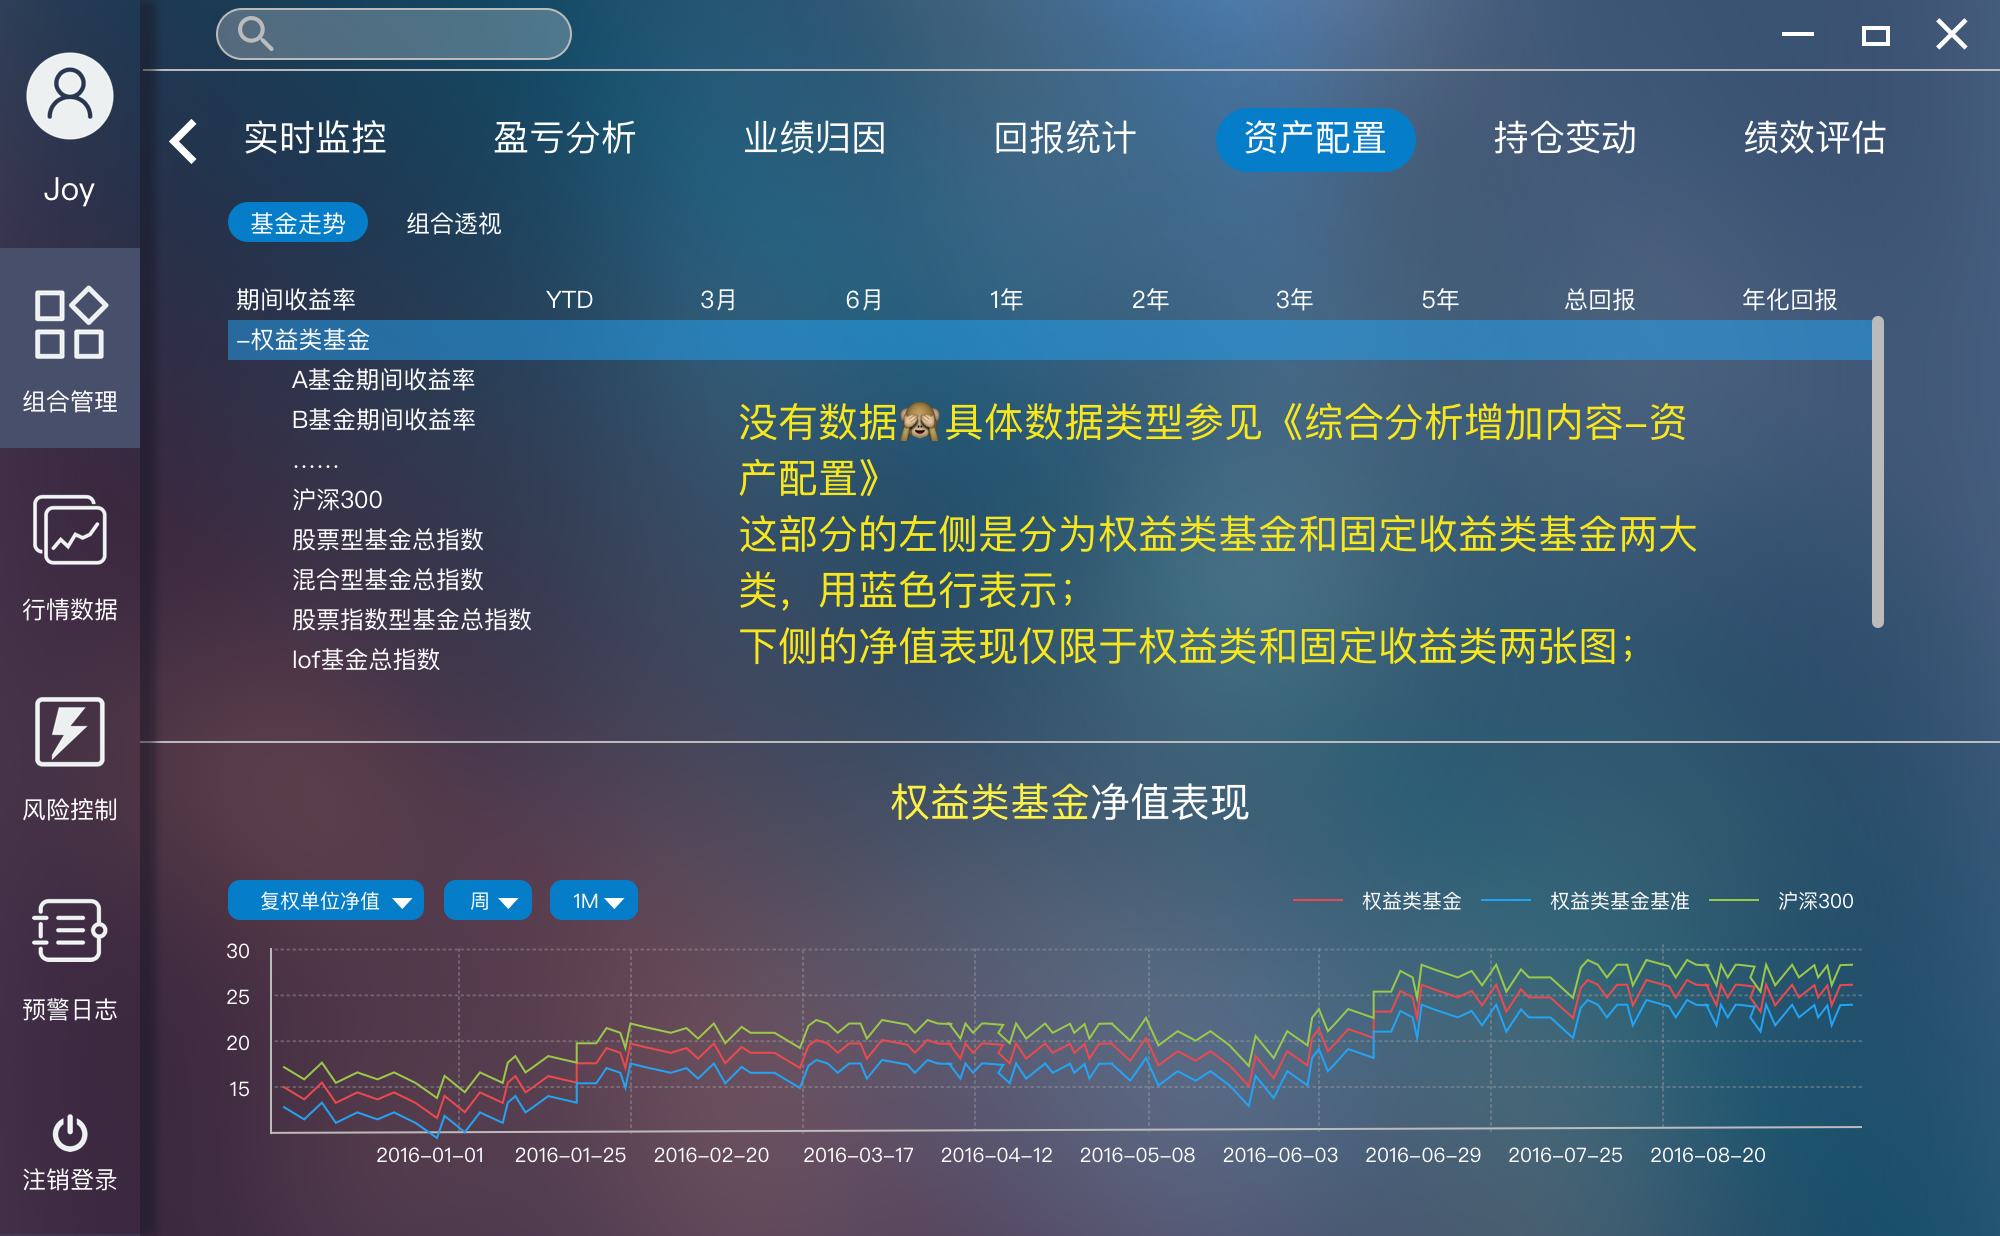 Joy
组合管理
行情数据
风险控制
预警日志
注销登录
实时监控 盈亏分析 业绩归因 回报统计 资产配置 持仓变动 绩效评估
基金走势 组合透视
期间收益率 YTD 3月 6月 1年 2年 3年 5年 总回报 年化回报
-权益类基金
A基金期间收益率
B基金期间收益率
……
沪深300
股票型基金总指数
混合型基金总指数
股票指数型基金总指数
lof基金总指数
没有数据🙈具体数据类型参见《综合分析增加内容-资
产配置》
这部分的左侧是分为权益类基金和固定收益类基金两大
类，用蓝色行表示；
下侧的净值表现仅限于权益类和固定收益类两张图；
权益类基金净值表现
复权单位净值 周 1M
权益类基金 权益类基金基准 沪深300
30
25
20
15
2016-01-01 2016-01-25 2016-02-20 2016-03-17 2016-04-12 2016-05-08 2016-06-03 2016-06-29 2016-07-25 2016-08-20